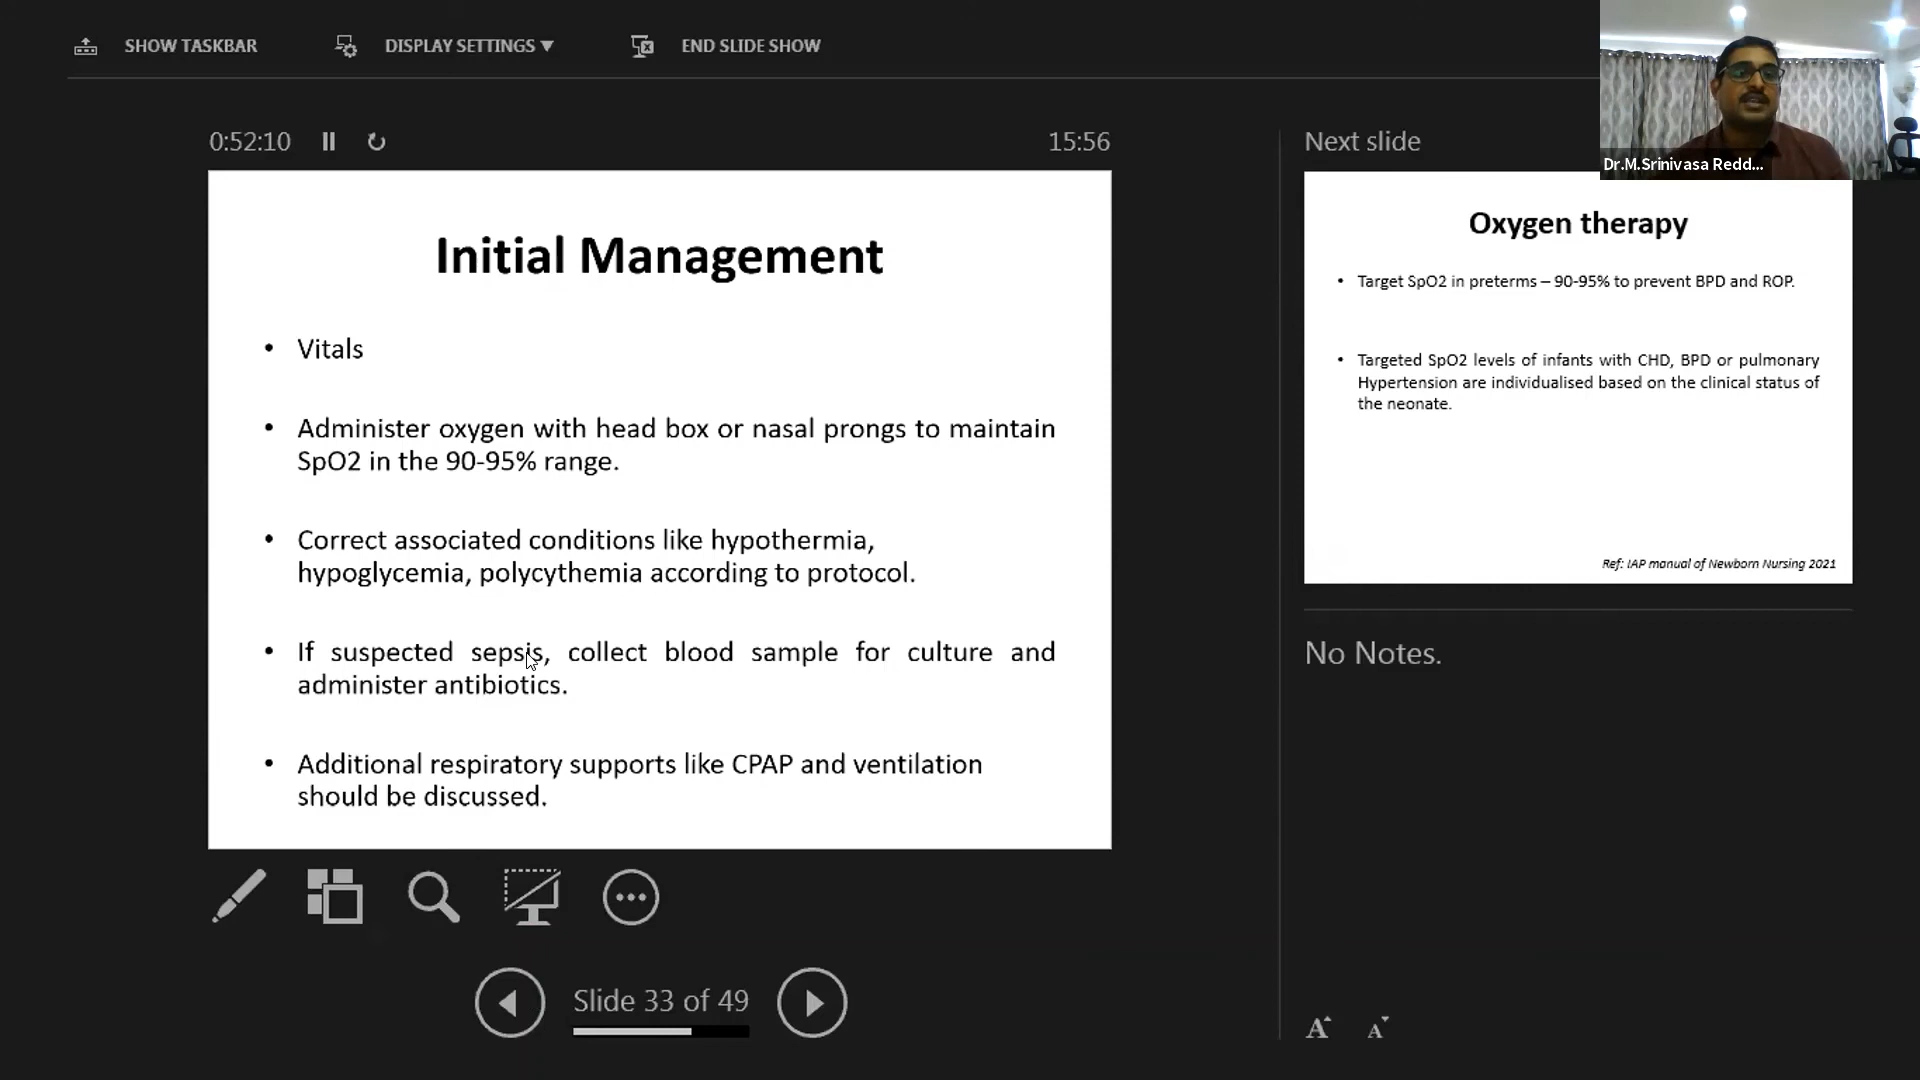 SHOW TASKBAR
DISPLAY SETTINGS ▼
END SLIDE SHOW
Dr.M.Srinivasa Redd...
0:52:10
15:56
Initial Management
• Vitals
• Administer oxygen with head box or nasal prongs to maintain
SpO2 in the 90-95% range.
• Correct associated conditions like hypothermia,
hypoglycemia, polycythemia according to protocol.
• If suspected sepsis, collect blood sample for culture and
administer antibiotics.
• Additional respiratory supports like CPAP and ventilation
should be discussed.
Slide 33 of 49
Next slide
Oxygen therapy
• Target SpO2 in preterms – 90-95% to prevent BPD and ROP.
• Targeted SpO2 levels of infants with CHD, BPD or pulmonary
Hypertension are individualised based on the clinical status of
the neonate.
Ref: IAP manual of Newborn Nursing 2021
No Notes.
A A